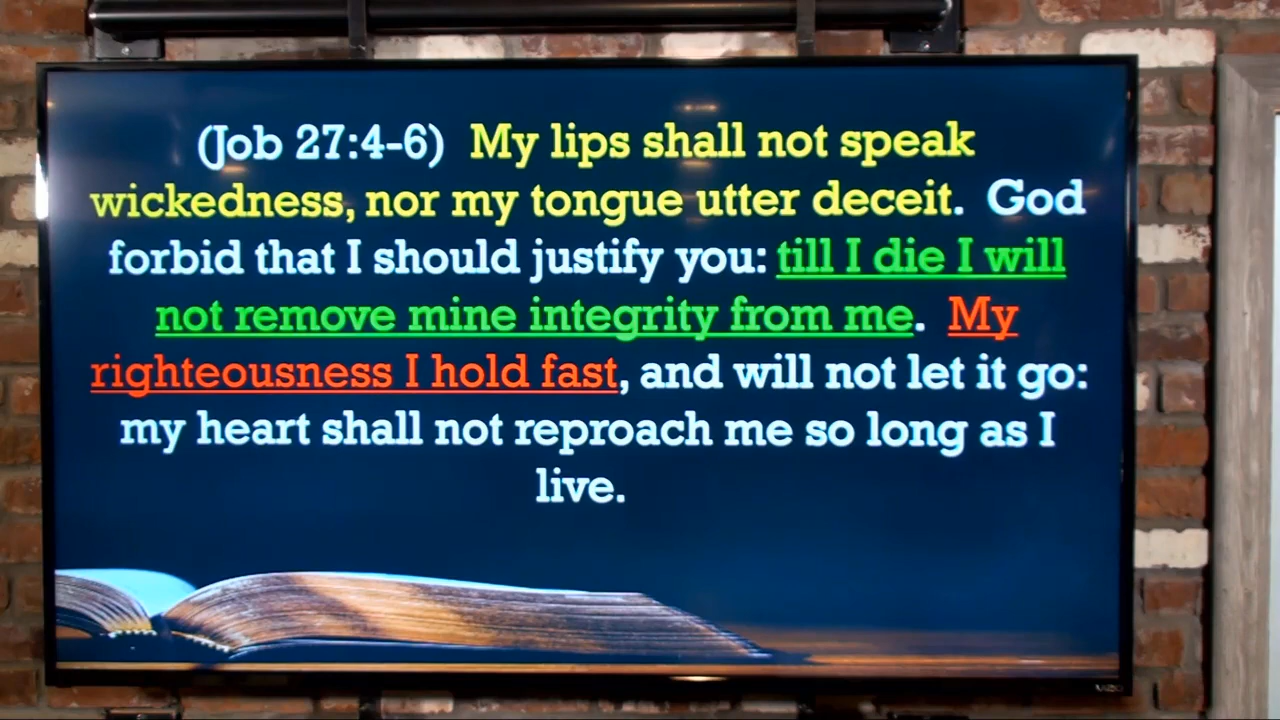 (Job 27:4-6)  My lips shall not speak
wickedness, nor my tongue utter deceit.  God
forbid that I should justify you: till I die I will
not remove mine integrity from me.  My
righteousness I hold fast, and will not let it go:
my heart shall not reproach me so long as I
live.
VIZIO